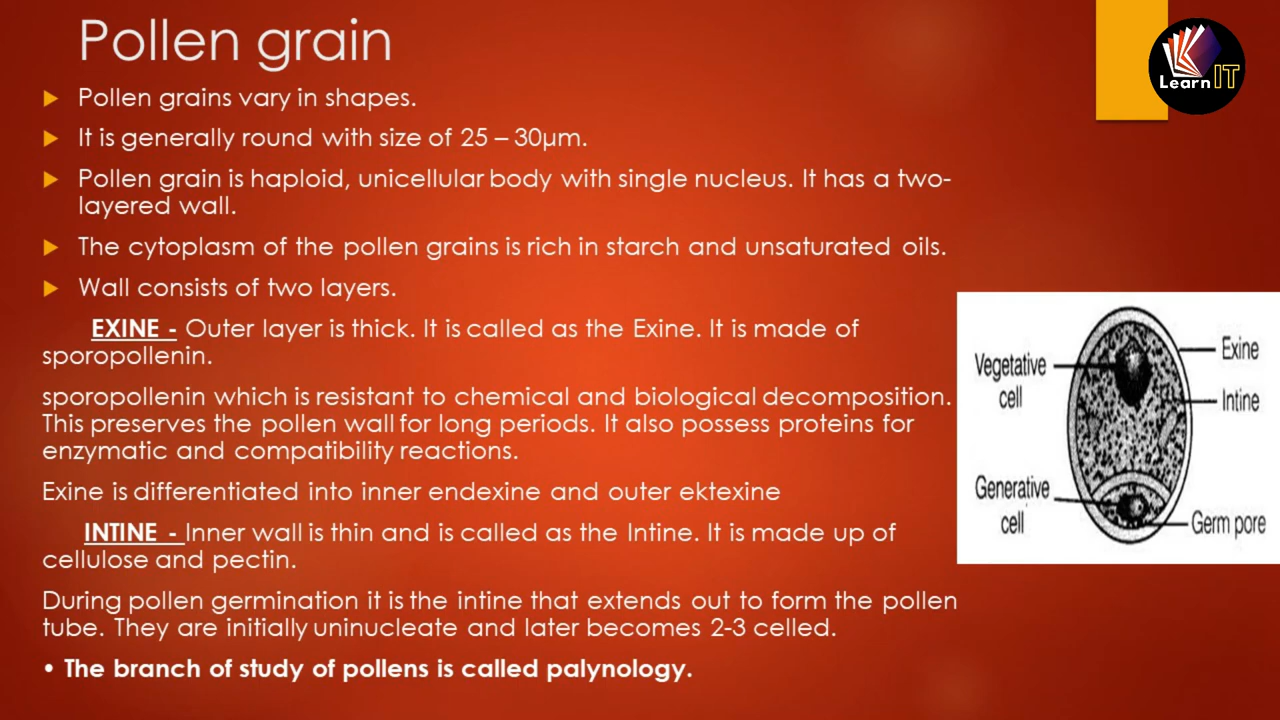 Pollen grain
Learn IT
Pollen grains vary in shapes.
It is generally round with size of 25 – 30µm.
Pollen grain is haploid, unicellular body with single nucleus. It has a two-
layered wall.
The cytoplasm of the pollen grains is rich in starch and unsaturated oils.
Wall consists of two layers.
EXINE - Outer layer is thick. It is called as the Exine. It is made of
sporopollenin.
sporopollenin which is resistant to chemical and biological decomposition.
This preserves the pollen wall for long periods. It also possess proteins for
enzymatic and compatibility reactions.
Exine is differentiated into inner endexine and outer ektexine
INTINE - Inner wall is thin and is called as the Intine. It is made up of
cellulose and pectin.
During pollen germination it is the intine that extends out to form the pollen
tube. They are initially uninucleate and later becomes 2-3 celled.
• The branch of study of pollens is called palynology.
Vegetative
cell
Generative
cell
Exine
Intine
Germ pore